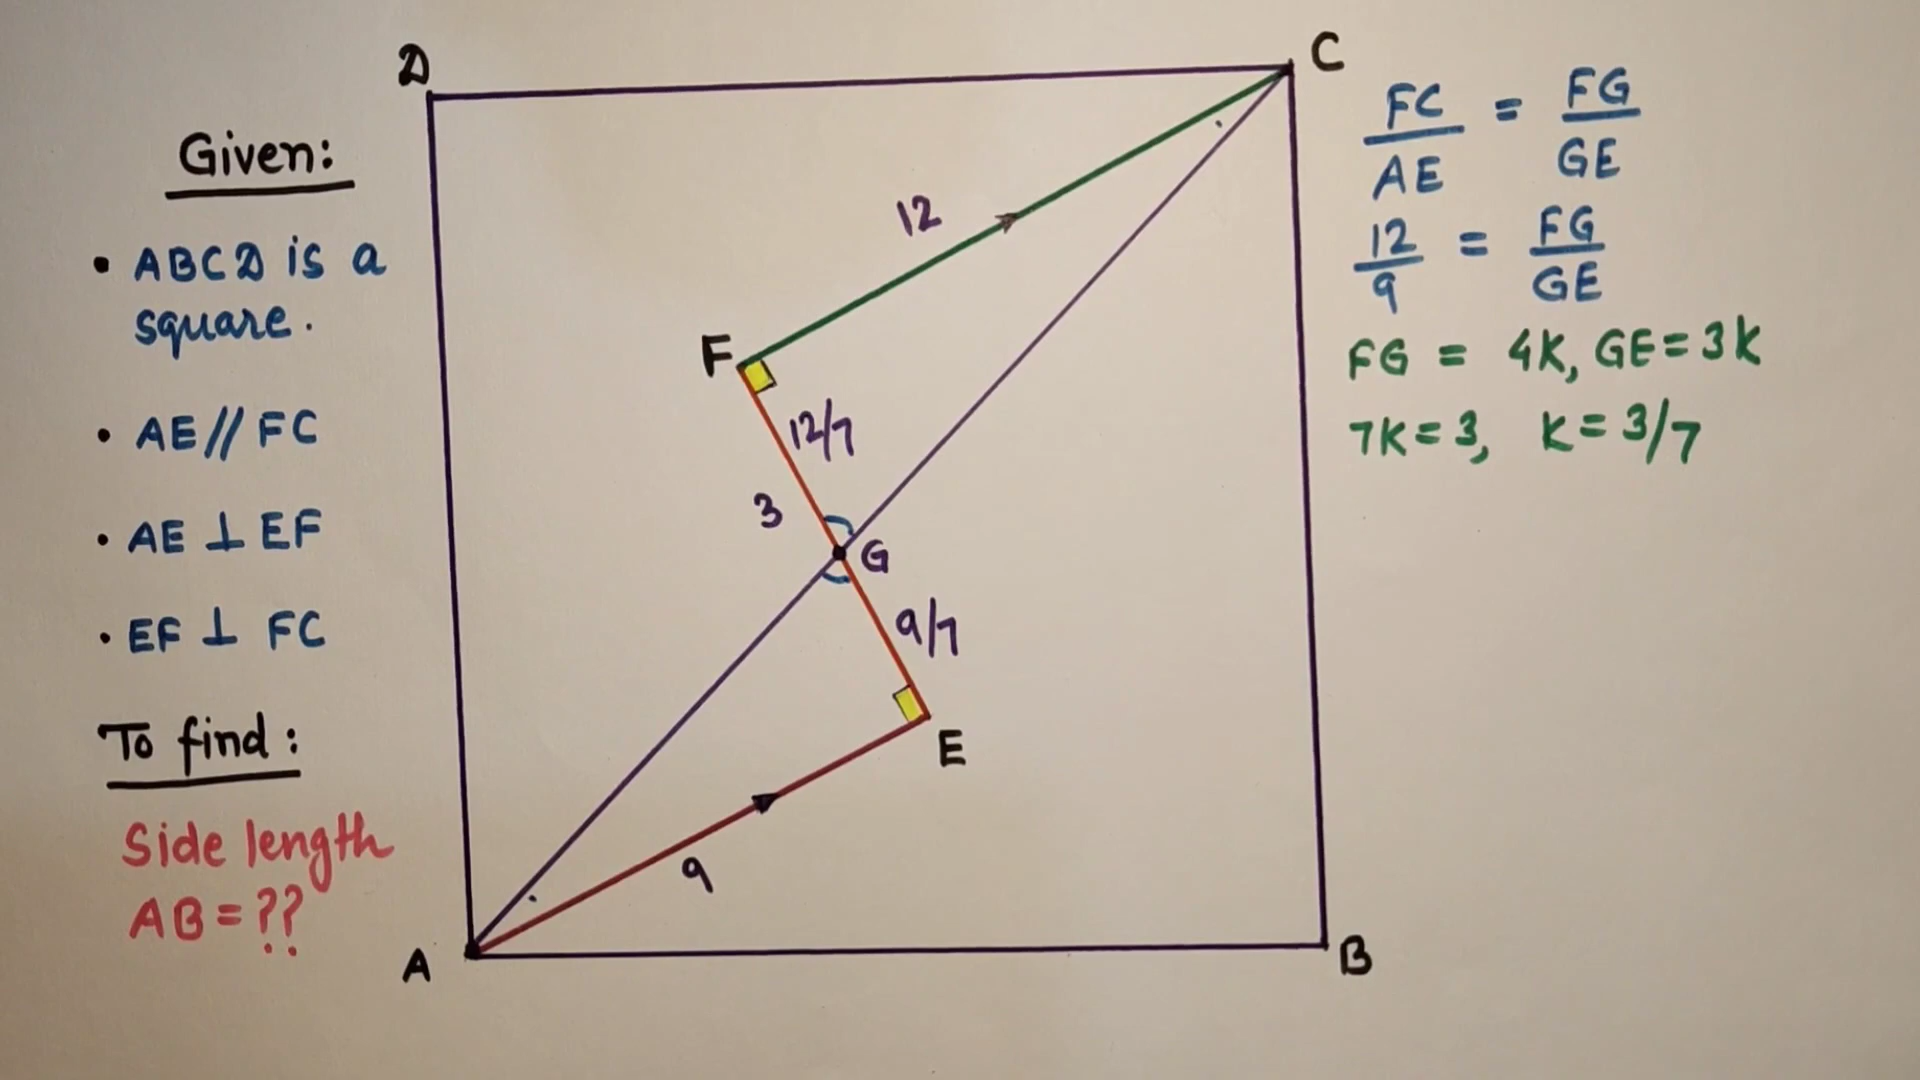 Given:
• ABCD is a
square.
• AE // FC
• AE ⊥ EF
• EF ⊥ FC
To find :
Side length
AB = ??
D
C
12
F
12/7
3
G
9/7
E
9
A
B
FC/AE = FG/GE
12/9 = FG/GE
FG = 4K, GE = 3K
7K = 3, K = 3/7